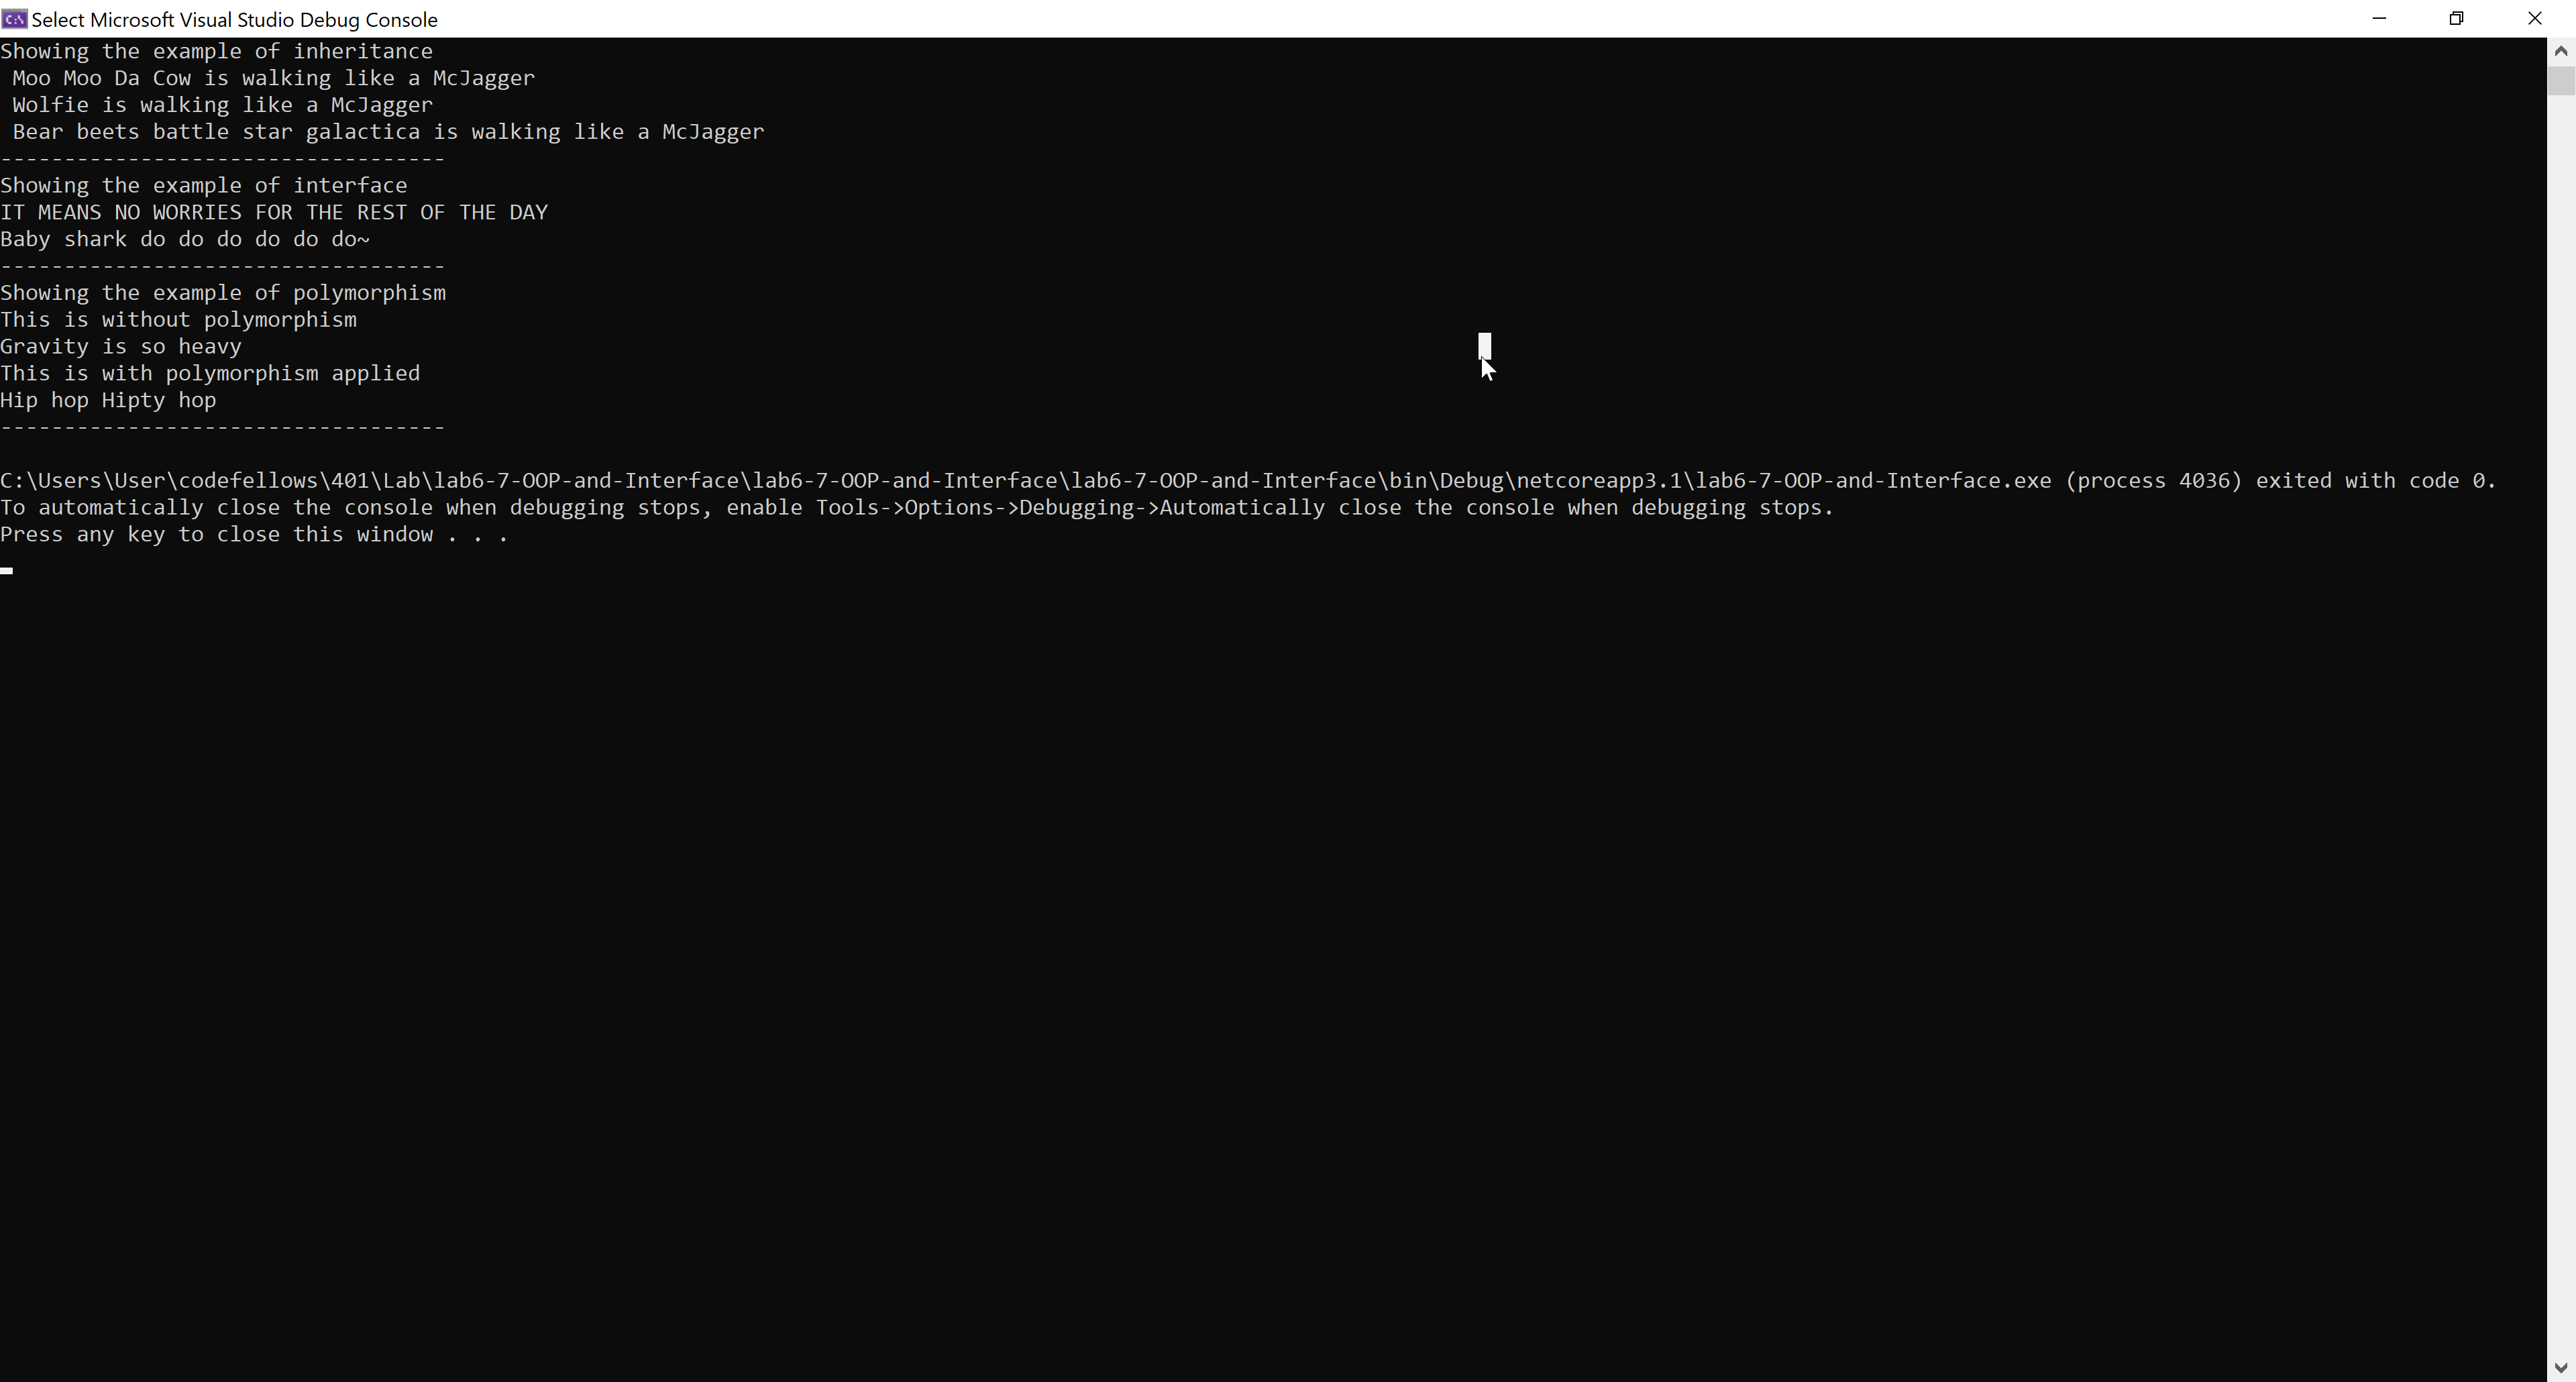 Select Microsoft Visual Studio Debug Console
Showing the example of inheritance
 Moo Moo Da Cow is walking like a McJagger
 Wolfie is walking like a McJagger
 Bear beets battle star galactica is walking like a McJagger
-----------------------------------
Showing the example of interface
IT MEANS NO WORRIES FOR THE REST OF THE DAY
Baby shark do do do do do do~
-----------------------------------
Showing the example of polymorphism
This is without polymorphism
Gravity is so heavy
This is with polymorphism applied
Hip hop Hipty hop
-----------------------------------
C:\Users\User\codefellows\401\Lab\lab6-7-OOP-and-Interface\lab6-7-OOP-and-Interface\lab6-7-OOP-and-Interface\bin\Debug\netcoreapp3.1\lab6-7-OOP-and-Interface.exe (process 4036) exited with code 0.
To automatically close the console when debugging stops, enable Tools->Options->Debugging->Automatically close the console when debugging stops.
Press any key to close this window . . .